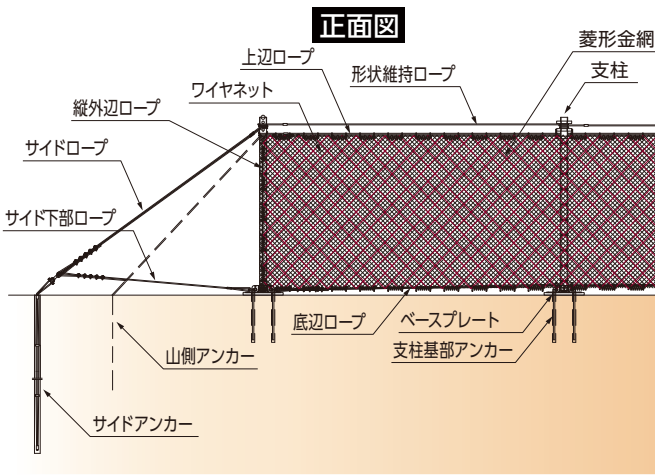 正面図
菱形金網
上辺ロープ
形状維持ロープ
支柱
ワイヤネット
縦外辺ロープ
サイドロープ
サイド下部ロープ
底辺ロープ
ベースプレート
山側アンカー
支柱基部アンカー
サイドアンカー